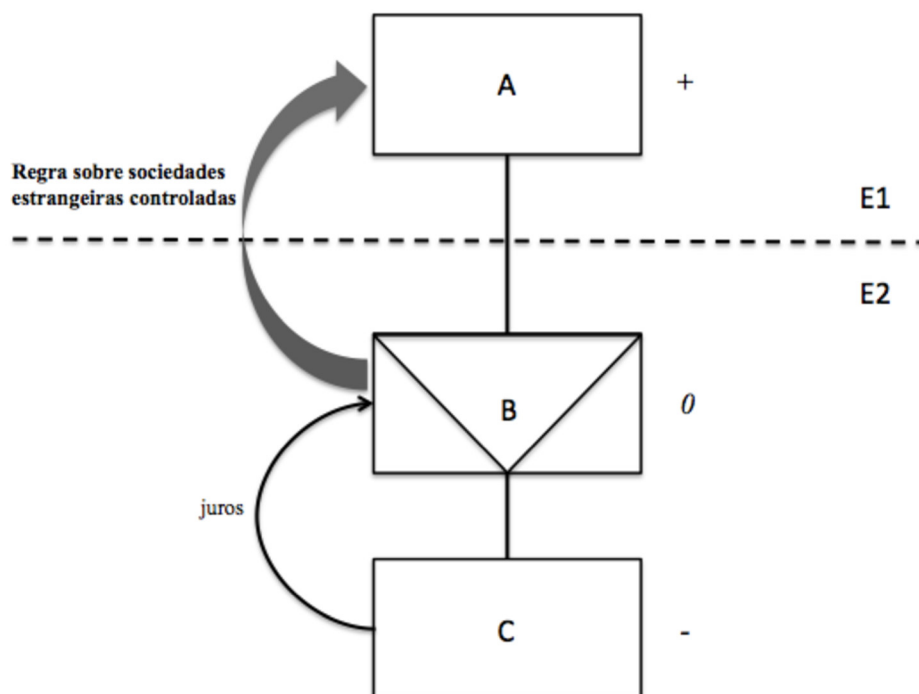 A
+
Regra sobre sociedades
estrangeiras controladas
E1
E2
B
0
juros
C
-